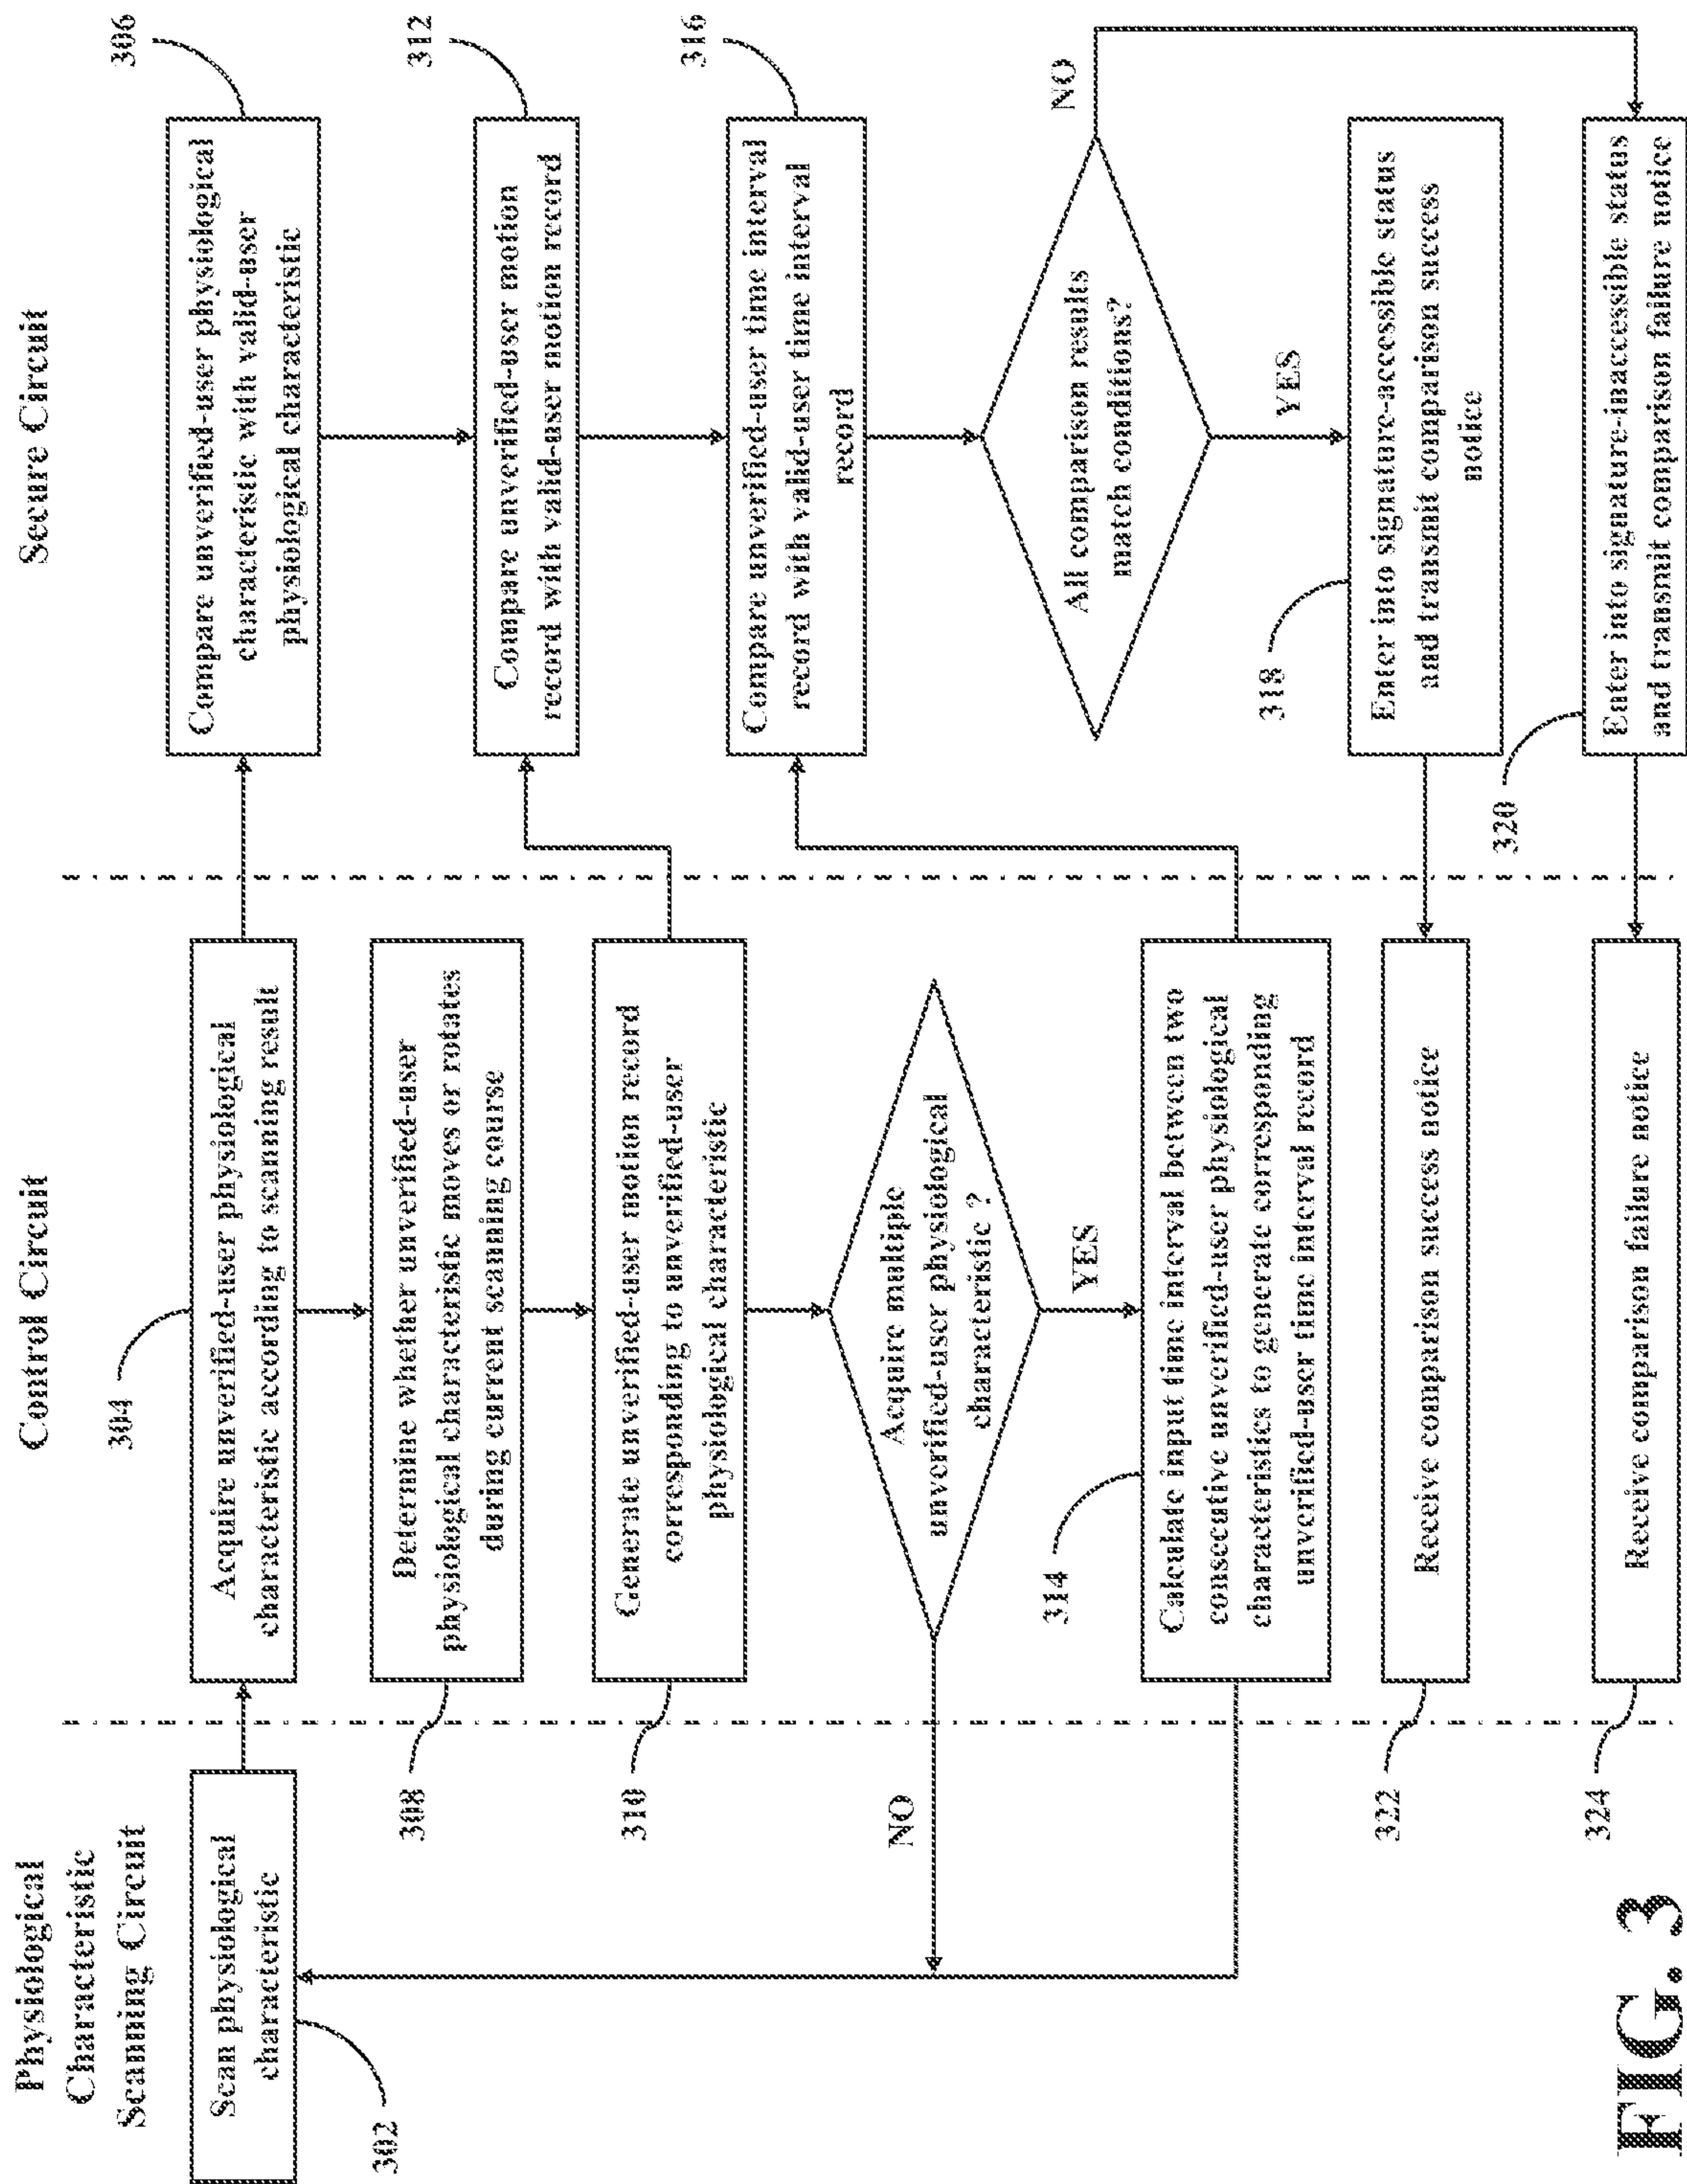 Physiological
Characteristic
Scanning Circuit
Control Circuit
Secure Circuit
Scan physiological
characteristic
302
304
Acquire unverified-user physiological
characteristic according to scanning result
306
Compare unverified-user physiological
characteristic with valid-user
physiological characteristic
308
Determine whether unverified-user
physiological characteristic moves or rotates
during current scanning course
310
Generate unverified-user motion record
corresponding to unverified-user
physiological characteristic
312
Compare unverified-user motion
record with valid-user motion record
Acquire multiple
unverified-user physiological
characteristic ?
NO
YES
314
Calculate input time interval between two
consecutive unverified-user physiological
characteristics to generate corresponding
unverified-user time interval record
316
Compare unverified-user time interval
record with valid-user time interval
record
All comparison results
match conditions?
NO
YES
318
Enter into signature-accessible status
and transmit comparison success
notice
320
Enter into signature-inaccessible status
and transmit comparison failure notice
322
Receive comparison success notice
324
Receive comparison failure notice
FIG. 3